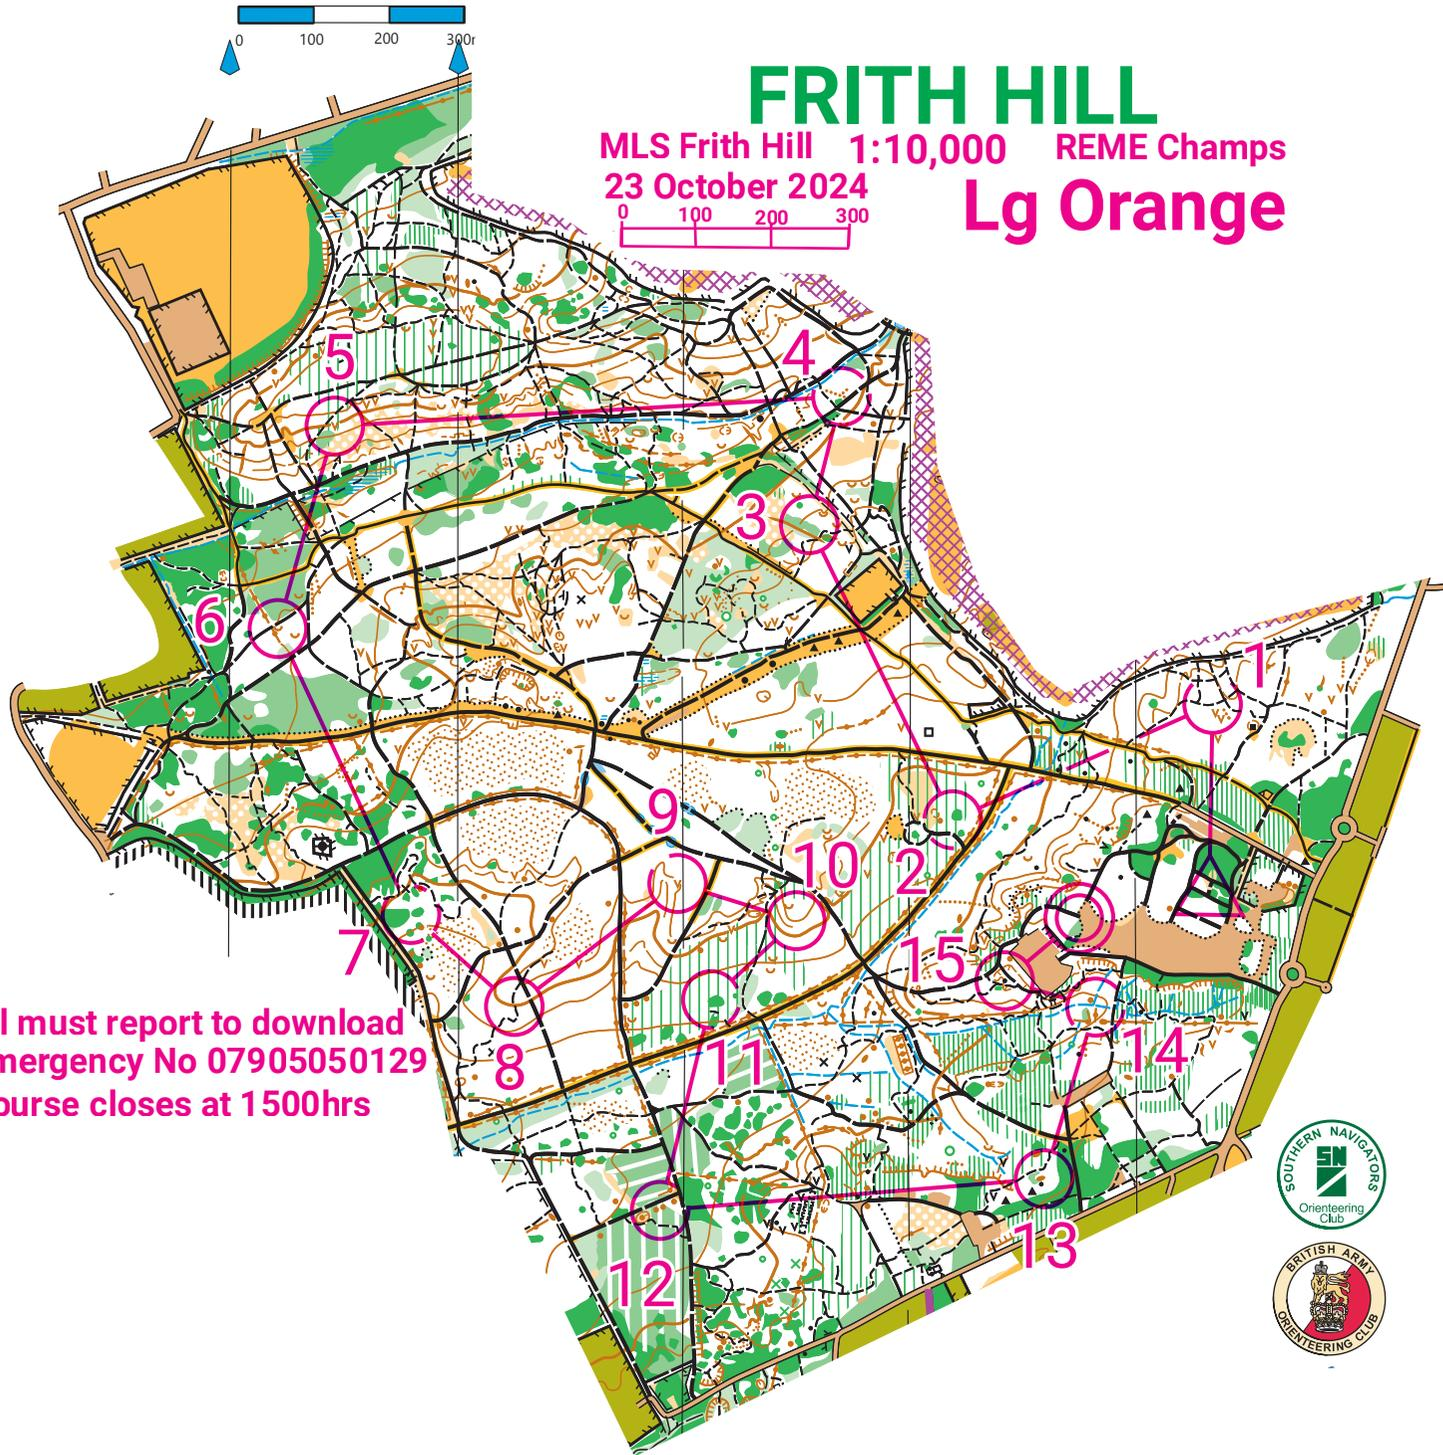 0 100 200 300m
FRITH HILL
MLS Frith Hill 1:10,000 REME Champs
23 October 2024
Lg Orange
0 100 200 300
1
2
3
4
5
6
7
8
9
10
11
12
13
14
15
l must report to download
mergency No 07905050129
ourse closes at 1500hrs
SOUTHERN NAVIGATORS
SN
Orienteering
Club
BRITISH ARMY
ORIENTEERING CLUB